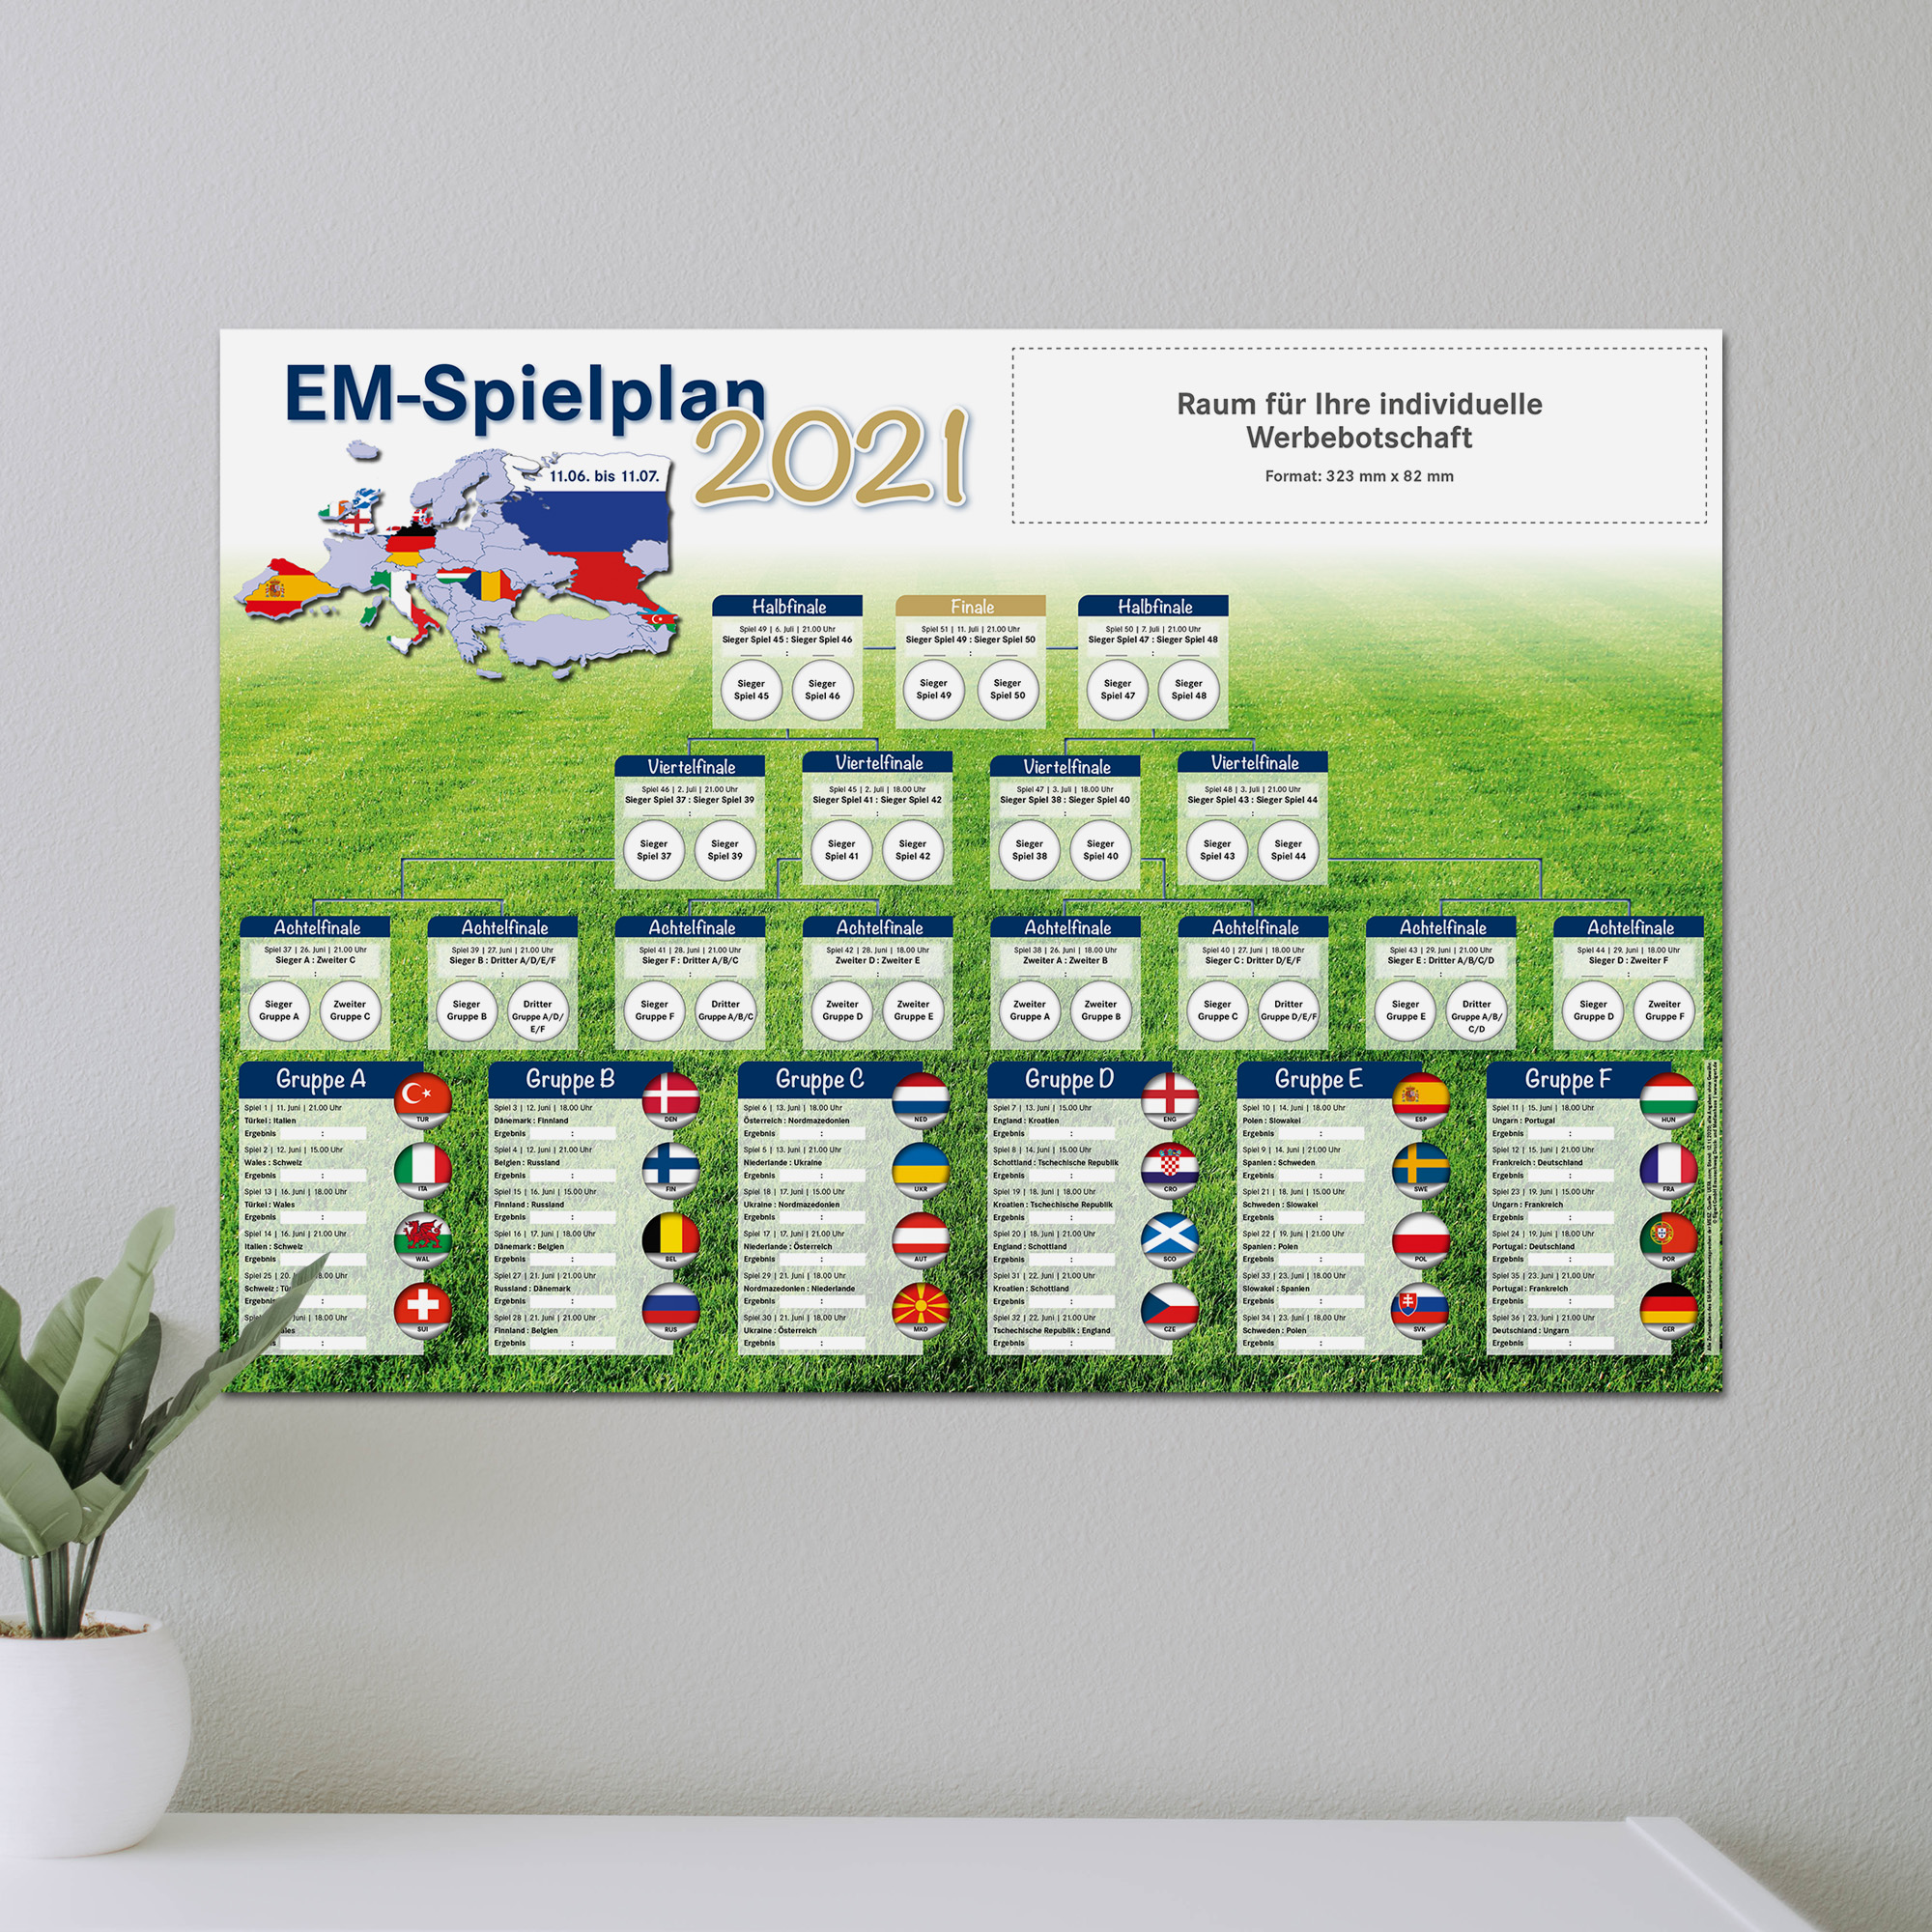 EM-Spielplan
2021
11.06. bis 11.07.
Raum für Ihre individuelle
Werbebotschaft
Format: 323 mm x 82 mm
Halbfinale
Spiel 49 | 6. Juli | 21.00 Uhr
Sieger Spiel 45 : Sieger Spiel 46
:
Sieger
Spiel 45
Sieger
Spiel 46
Finale
Spiel 51 | 11. Juli | 21.00 Uhr
Sieger Spiel 49 : Sieger Spiel 50
:
Sieger
Spiel 49
Sieger
Spiel 50
Halbfinale
Spiel 50 | 7. Juli | 21.00 Uhr
Sieger Spiel 47 : Sieger Spiel 48
:
Sieger
Spiel 47
Sieger
Spiel 48
Viertelfinale
Spiel 46 | 2. Juli | 21.00 Uhr
Sieger Spiel 37 : Sieger Spiel 39
:
Sieger
Spiel 37
Sieger
Spiel 39
Viertelfinale
Spiel 45 | 2. Juli | 18.00 Uhr
Sieger Spiel 41 : Sieger Spiel 42
:
Sieger
Spiel 41
Sieger
Spiel 42
Viertelfinale
Spiel 47 | 3. Juli | 18.00 Uhr
Sieger Spiel 38 : Sieger Spiel 40
:
Sieger
Spiel 38
Sieger
Spiel 40
Viertelfinale
Spiel 48 | 3. Juli | 21.00 Uhr
Sieger Spiel 43 : Sieger Spiel 44
:
Sieger
Spiel 43
Sieger
Spiel 44
Achtelfinale
Spiel 37 | 26. Juni | 21.00 Uhr
Sieger A : Zweiter C
:
Sieger
Gruppe A
Zweiter
Gruppe C
Achtelfinale
Spiel 39 | 27. Juni | 21.00 Uhr
Sieger B : Dritter A/D/E/F
:
Sieger
Gruppe B
Dritter
Gruppe A/D/
E/F
Achtelfinale
Spiel 41 | 28. Juni | 21.00 Uhr
Sieger F : Dritter A/B/C
:
Sieger
Gruppe F
Dritter
Gruppe A/B/C
Achtelfinale
Spiel 42 | 28. Juni | 18.00 Uhr
Zweiter D : Zweiter E
:
Zweiter
Gruppe D
Zweiter
Gruppe E
Achtelfinale
Spiel 38 | 26. Juni | 18.00 Uhr
Zweiter A : Zweiter B
:
Zweiter
Gruppe A
Zweiter
Gruppe B
Achtelfinale
Spiel 40 | 27. Juni | 18.00 Uhr
Sieger C : Dritter D/E/F
:
Sieger
Gruppe C
Dritter
Gruppe D/E/F
Achtelfinale
Spiel 43 | 29. Juni | 21.00 Uhr
Sieger E : Dritter A/B/C/D
:
Sieger
Gruppe E
Dritter
Gruppe A/B/
C/D
Achtelfinale
Spiel 44 | 29. Juni | 18.00 Uhr
Sieger D : Zweiter F
:
Sieger
Gruppe D
Zweiter
Gruppe F
Gruppe A
Spiel 1 | 11. Juni | 21.00 Uhr
Türkei : Italien
Ergebnis :
Spiel 2 | 12. Juni | 15.00 Uhr
Wales : Schweiz
Ergebnis :
Spiel 13 | 16. Juni | 18.00 Uhr
Türkei : Wales
Ergebnis :
Spiel 14 | 16. Juni | 21.00 Uhr
Italien : Schweiz
Ergebnis :
Spiel 25 | 20. 18.00 Uhr
Schweiz :
Ergebnis :
Juni | 18.00 Uhr
:
TUR
ITA
WAL
SUI
Gruppe B
Spiel 3 | 12. Juni | 18.00 Uhr
Dänemark : Finnland
Ergebnis :
Spiel 4 | 12. Juni | 21.00 Uhr
Belgien : Russland
Ergebnis :
Spiel 15 | 16. Juni | 15.00 Uhr
Finnland : Russland
Ergebnis :
Spiel 16 | 17. Juni | 18.00 Uhr
Dänemark : Belgien
Ergebnis :
Spiel 27 | 21. Juni | 21.00 Uhr
Russland : Dänemark
Ergebnis :
Spiel 28 | 21. Juni | 21.00 Uhr
Finnland : Belgien
Ergebnis :
DEN
FIN
BEL
RUS
Gruppe C
Spiel 6 | 13. Juni | 18.00 Uhr
Österreich : Nordmazedonien
Ergebnis :
Spiel 5 | 13. Juni | 21.00 Uhr
Niederlande : Ukraine
Ergebnis :
Spiel 18 | 17. Juni | 15.00 Uhr
Ukraine : Nordmazedonien
Ergebnis :
Spiel 17 | 17. Juni | 21.00 Uhr
Niederlande : Österreich
Ergebnis :
Spiel 29 | 21. Juni | 18.00 Uhr
Nordmazedonien : Niederlande
Ergebnis :
Spiel 30 | 21. Juni | 18.00 Uhr
Ukraine : Österreich
Ergebnis :
NED
UKR
AUT
MKD
Gruppe D
Spiel 7 | 13. Juni | 15.00 Uhr
England : Kroatien
Ergebnis :
Spiel 8 | 14. Juni | 15.00 Uhr
Schottland : Tschechische Republik
Ergebnis :
Spiel 19 | 18. Juni | 18.00 Uhr
Kroatien : Tschechische Republik
Ergebnis :
Spiel 20 | 18. Juni | 21.00 Uhr
England : Schottland
Ergebnis :
Spiel 31 | 22. Juni | 21.00 Uhr
Kroatien : Schottland
Ergebnis :
Spiel 32 | 22. Juni | 21.00 Uhr
Tschechische Republik : England
Ergebnis :
ENG
CRO
SCO
CZE
Gruppe E
Spiel 10 | 14. Juni | 18.00 Uhr
Polen : Slowakei
Ergebnis :
Spiel 9 | 14. Juni | 21.00 Uhr
Spanien : Schweden
Ergebnis :
Spiel 21 | 18. Juni | 15.00 Uhr
Schweden : Slowakei
Ergebnis :
Spiel 22 | 19. Juni | 21.00 Uhr
Spanien : Polen
Ergebnis :
Spiel 33 | 23. Juni | 18.00 Uhr
Slowakei : Spanien
Ergebnis :
Spiel 34 | 23. Juni | 18.00 Uhr
Schweden : Polen
Ergebnis :
ESP
SWE
POL
SVK
Gruppe F
Spiel 11 | 15. Juni | 18.00 Uhr
Ungarn : Portugal
Ergebnis :
Spiel 12 | 15. Juni | 21.00 Uhr
Frankreich : Deutschland
Ergebnis :
Spiel 23 | 19. Juni | 15.00 Uhr
Ungarn : Frankreich
Ergebnis :
Spiel 24 | 19. Juni | 18.00 Uhr
Portugal : Deutschland
Ergebnis :
Spiel 35 | 23. Juni | 21.00 Uhr
Portugal : Frankreich
Ergebnis :
Spiel 36 | 23. Juni | 21.00 Uhr
Deutschland : Ungarn
Ergebnis :
HUN
FRA
POR
GER